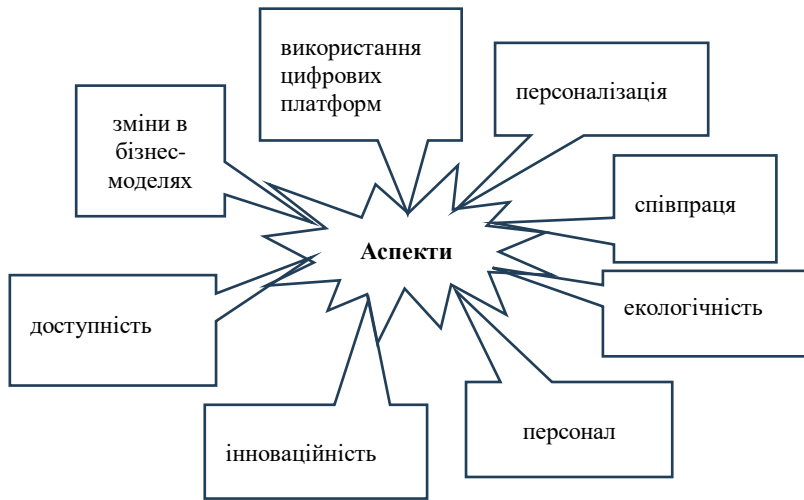 використання
цифрових
платформ
персоналізація
зміни в
бізнес-
моделях
співпраця
Аспекти
екологічність
доступність
персонал
інноваційність